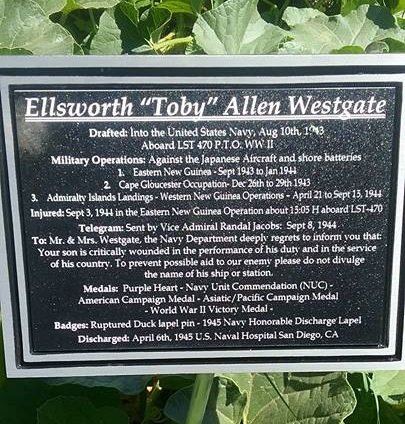 Ellsworth "Toby" Allen Westgate
Drafted: Into the United States Navy, Aug 10th, 1943
Aboard LST 470 P.T.O. WW II
Military Operations: Against the Japanese Aircraft and shore batteries
1. Eastern New Guinea - Sept 1943 to Jan 1944
2. Cape Gloucester Occupation- Dec 26th to 29th 1943
3. Admiralty Islands Landings - Western New Guinea Operations - April 21 to Sept 15, 1944
Injured: Sept 3, 1944 in the Eastern New Guinea Operation about 15:05 H aboard LST-470
Telegram: Sent by Vice Admiral Randal Jacobs: Sept 8, 1944
To: Mr. & Mrs. Westgate, the Navy Department deeply regrets to inform you that:
Your son is critically wounded in the performance of his duty and in the service
of his country. To prevent possible aid to our enemy please do not divulge
the name of his ship or station.
Medals: Purple Heart - Navy Unit Commendation (NUC) -
American Campaign Medal - Asiatic/Pacific Campaign Medal
- World War II Victory Medal -
Badges: Ruptured Duck lapel pin - 1945 Navy Honorable Discharge Lapel
Discharged: April 6th, 1945 U.S. Naval Hospital San Diego, CA